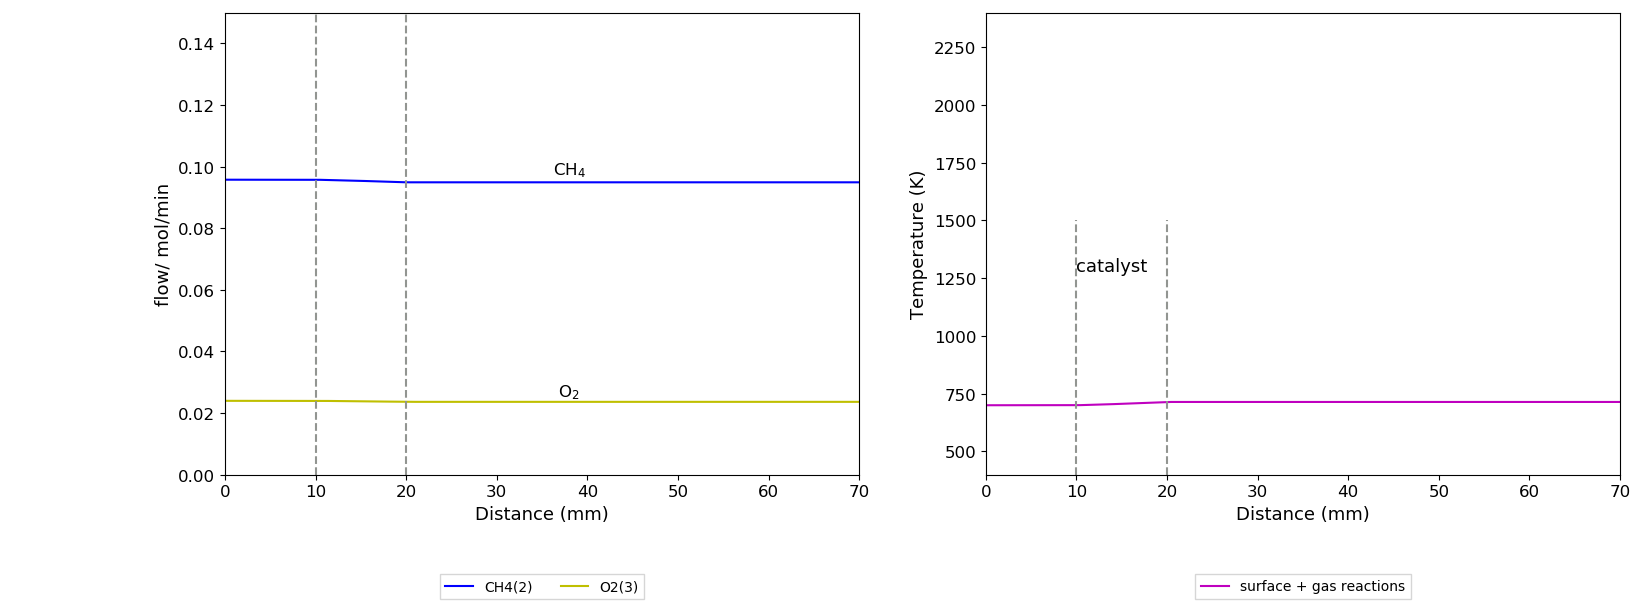 0.14
0.12
0.10
0.08
0.06
0.04
0.02
0.00
flow/ mol/min
CH₄
O₂
0 10 20 30 40 50 60 70
Distance (mm)
CH4(2) O2(3)
2250
2000
1750
1500
1250
1000
750
500
Temperature (K)
catalyst
0 10 20 30 40 50 60 70
Distance (mm)
surface + gas reactions